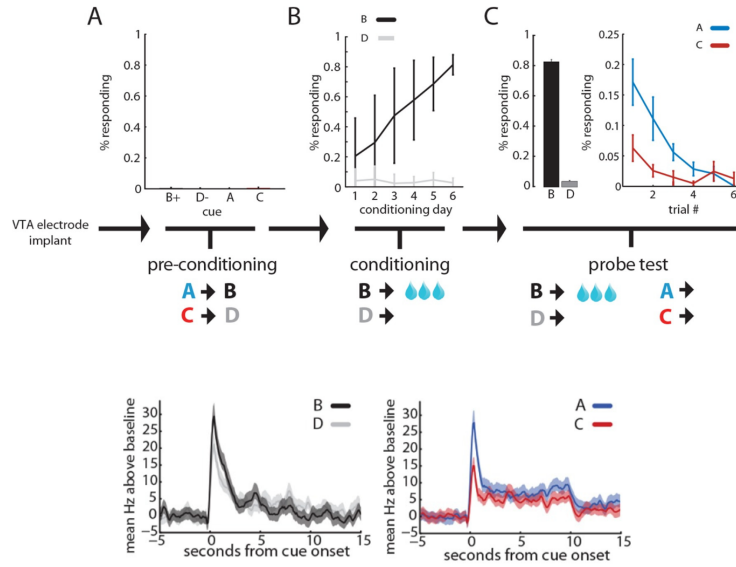 A
B
C
% responding
1
0.8
0.6
0.4
0.2
0
B+ D- A C
cue
B
D
% responding
1
0.8
0.6
0.4
0.2
0
1 2 3 4 5 6
conditioning day
% responding
1
0.8
0.6
0.4
0.2
0
B D
A
C
% responding
0.25
0.2
0.15
0.1
0.05
0
2 4 6
trial #
VTA electrode
implant
pre-conditioning
A B
C D
conditioning
B
D
probe test
B A
D C
mean Hz above baseline
30
25
20
15
10
5
0
−5
−5 0 5 10 15
seconds from cue onset
B
D
mean Hz above baseline
30
25
20
15
10
5
0
−5
−5 0 5 10 15
seconds from cue onset
A
C